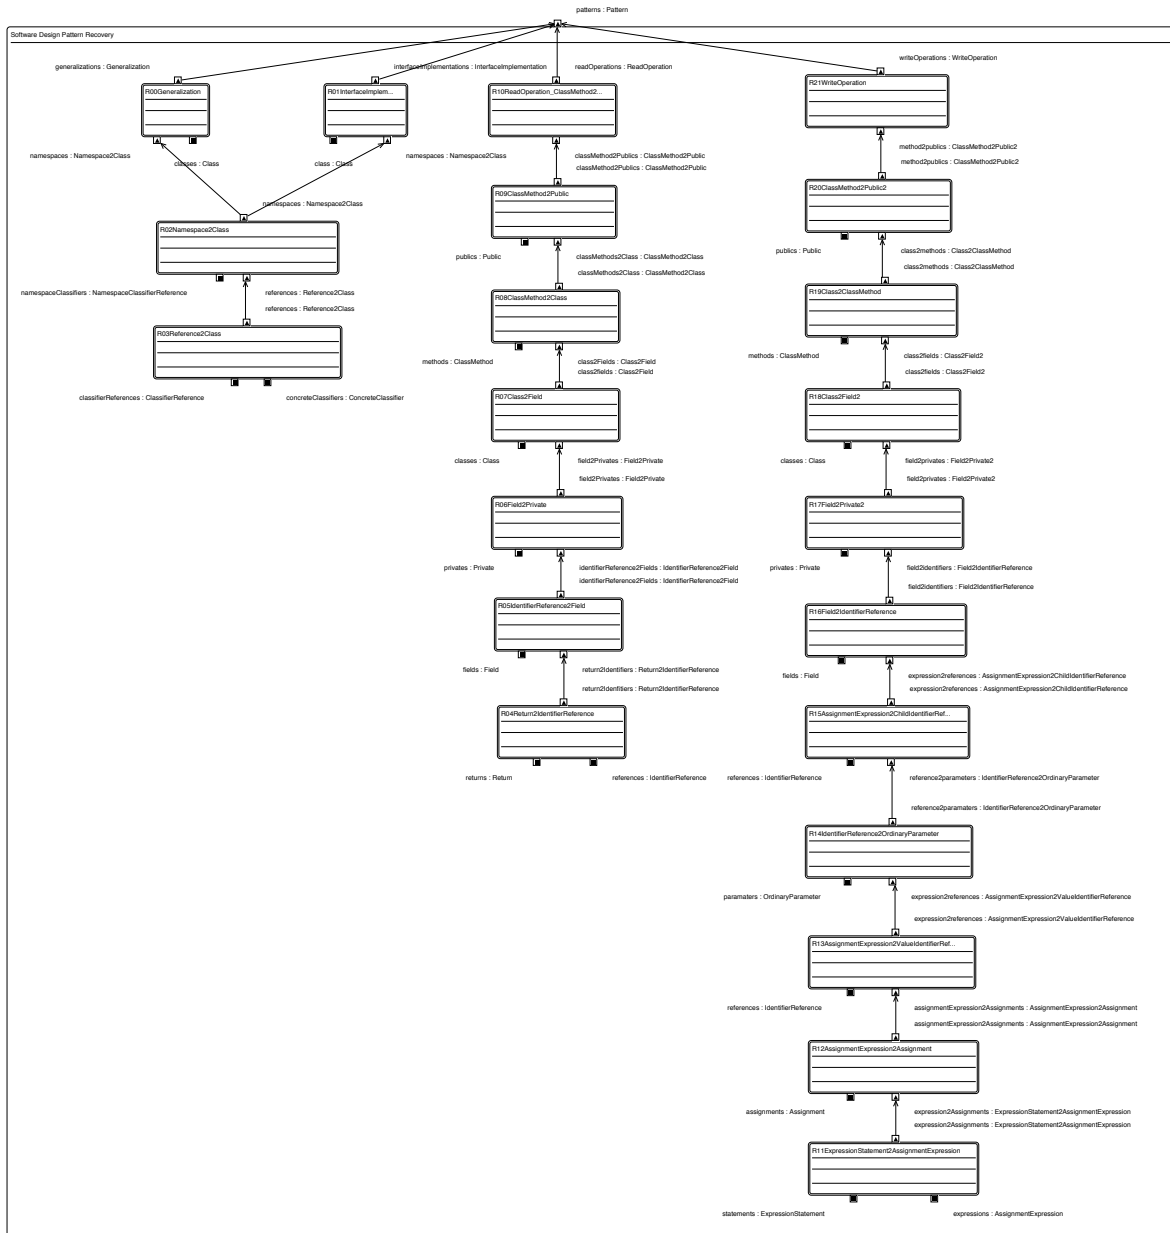 patterns : Pattern
Software Design Pattern Recovery
generalizations : Generalization
interfaceImplementations : InterfaceImplementation
readOperations : ReadOperation
writeOperations : WriteOperation
R00Generalization
R01InterfaceImplem...
R10ReadOperation_ClassMethod2...
R21WriteOperation
namespaces : Namespace2Class
classes : Class
class : Class
namespaces : Namespace2Class
classMethod2Publics : ClassMethod2Public
classMethod2Publics : ClassMethod2Public
method2publics : ClassMethod2Public2
method2publics : ClassMethod2Public2
namespaces : Namespace2Class
R02Namespace2Class
R09ClassMethod2Public
R20ClassMethod2Public2
publics : Public
classMethods2Class : ClassMethod2Class
classMethods2Class : ClassMethod2Class
publics : Public
class2methods : Class2ClassMethod
class2methods : Class2ClassMethod
namespaceClassifiers : NamespaceClassifierReference
references : Reference2Class
references : Reference2Class
R08ClassMethod2Class
R19Class2ClassMethod
R03Reference2Class
methods : ClassMethod
class2Fields : Class2Field
class2fields : Class2Field
methods : ClassMethod
class2fields : Class2Field2
class2fields : Class2Field2
classifierReferences : ClassifierReference
concreteClassifiers : ConcreteClassifier
R07Class2Field
R18Class2Field2
classes : Class
field2Privates : Field2Private
field2Privates : Field2Private
classes : Class
field2privates : Field2Private2
field2privates : Field2Private2
R06Field2Private
R17Field2Private2
privates : Private
identifierReference2Fields : IdentifierReference2Field
identifierReference2Fields : IdentifierReference2Field
privates : Private
field2identifiers : Field2IdentifierReference
field2identifiers : Field2IdentifierReference
R05IdentifierReference2Field
R16Field2IdentifierReference
fields : Field
return2Identifiers : Return2IdentifierReference
return2Idenfitiers : Return2IdentifierReference
fields : Field
expression2references : AssignmentExpression2ChildIdentifierReference
expression2references : AssignmentExpression2ChildIdentifierReference
R04Return2IdentifierReference
R15AssignmentExpression2ChildIdentifierRef...
returns : Return
references : IdentifierReference
references : IdentifierReference
reference2parameters : IdentifierReference2OrdinaryParameter
reference2paramaters : IdentifierReference2OrdinaryParameter
R14IdentifierReference2OrdinaryParameter
paramaters : OrdinaryParameter
expression2references : AssignmentExpression2ValueIdentifierReference
expression2references : AssignmentExpression2ValueIdentifierReference
R13AssignmentExpression2ValueIdentifierRef...
references : IdentifierReference
assignmentExpression2Assignments : AssignmentExpression2Assignment
assignmentExpression2Assignments : AssignmentExpression2Assignment
R12AssignmentExpression2Assignment
assignments : Assignment
expression2Assignments : ExpressionStatement2AssignmentExpression
expression2Assignments : ExpressionStatement2AssignmentExpression
R11ExpressionStatement2AssignmentExpression
statements : ExpressionStatement
expressions : AssignmentExpression